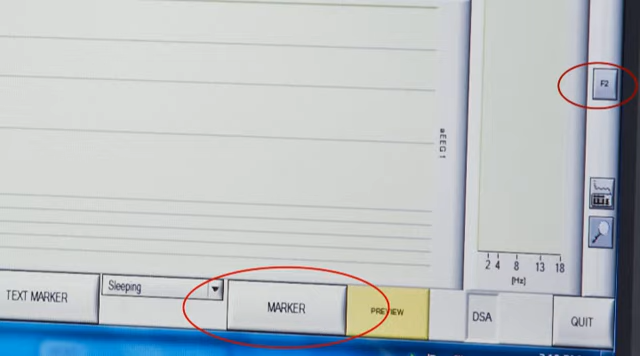 F2
aEEG 1
2 4 8 13 18
[Hz]
TEXT MARKER
Sleeping
MARKER
PREVIEW
DSA
QUIT